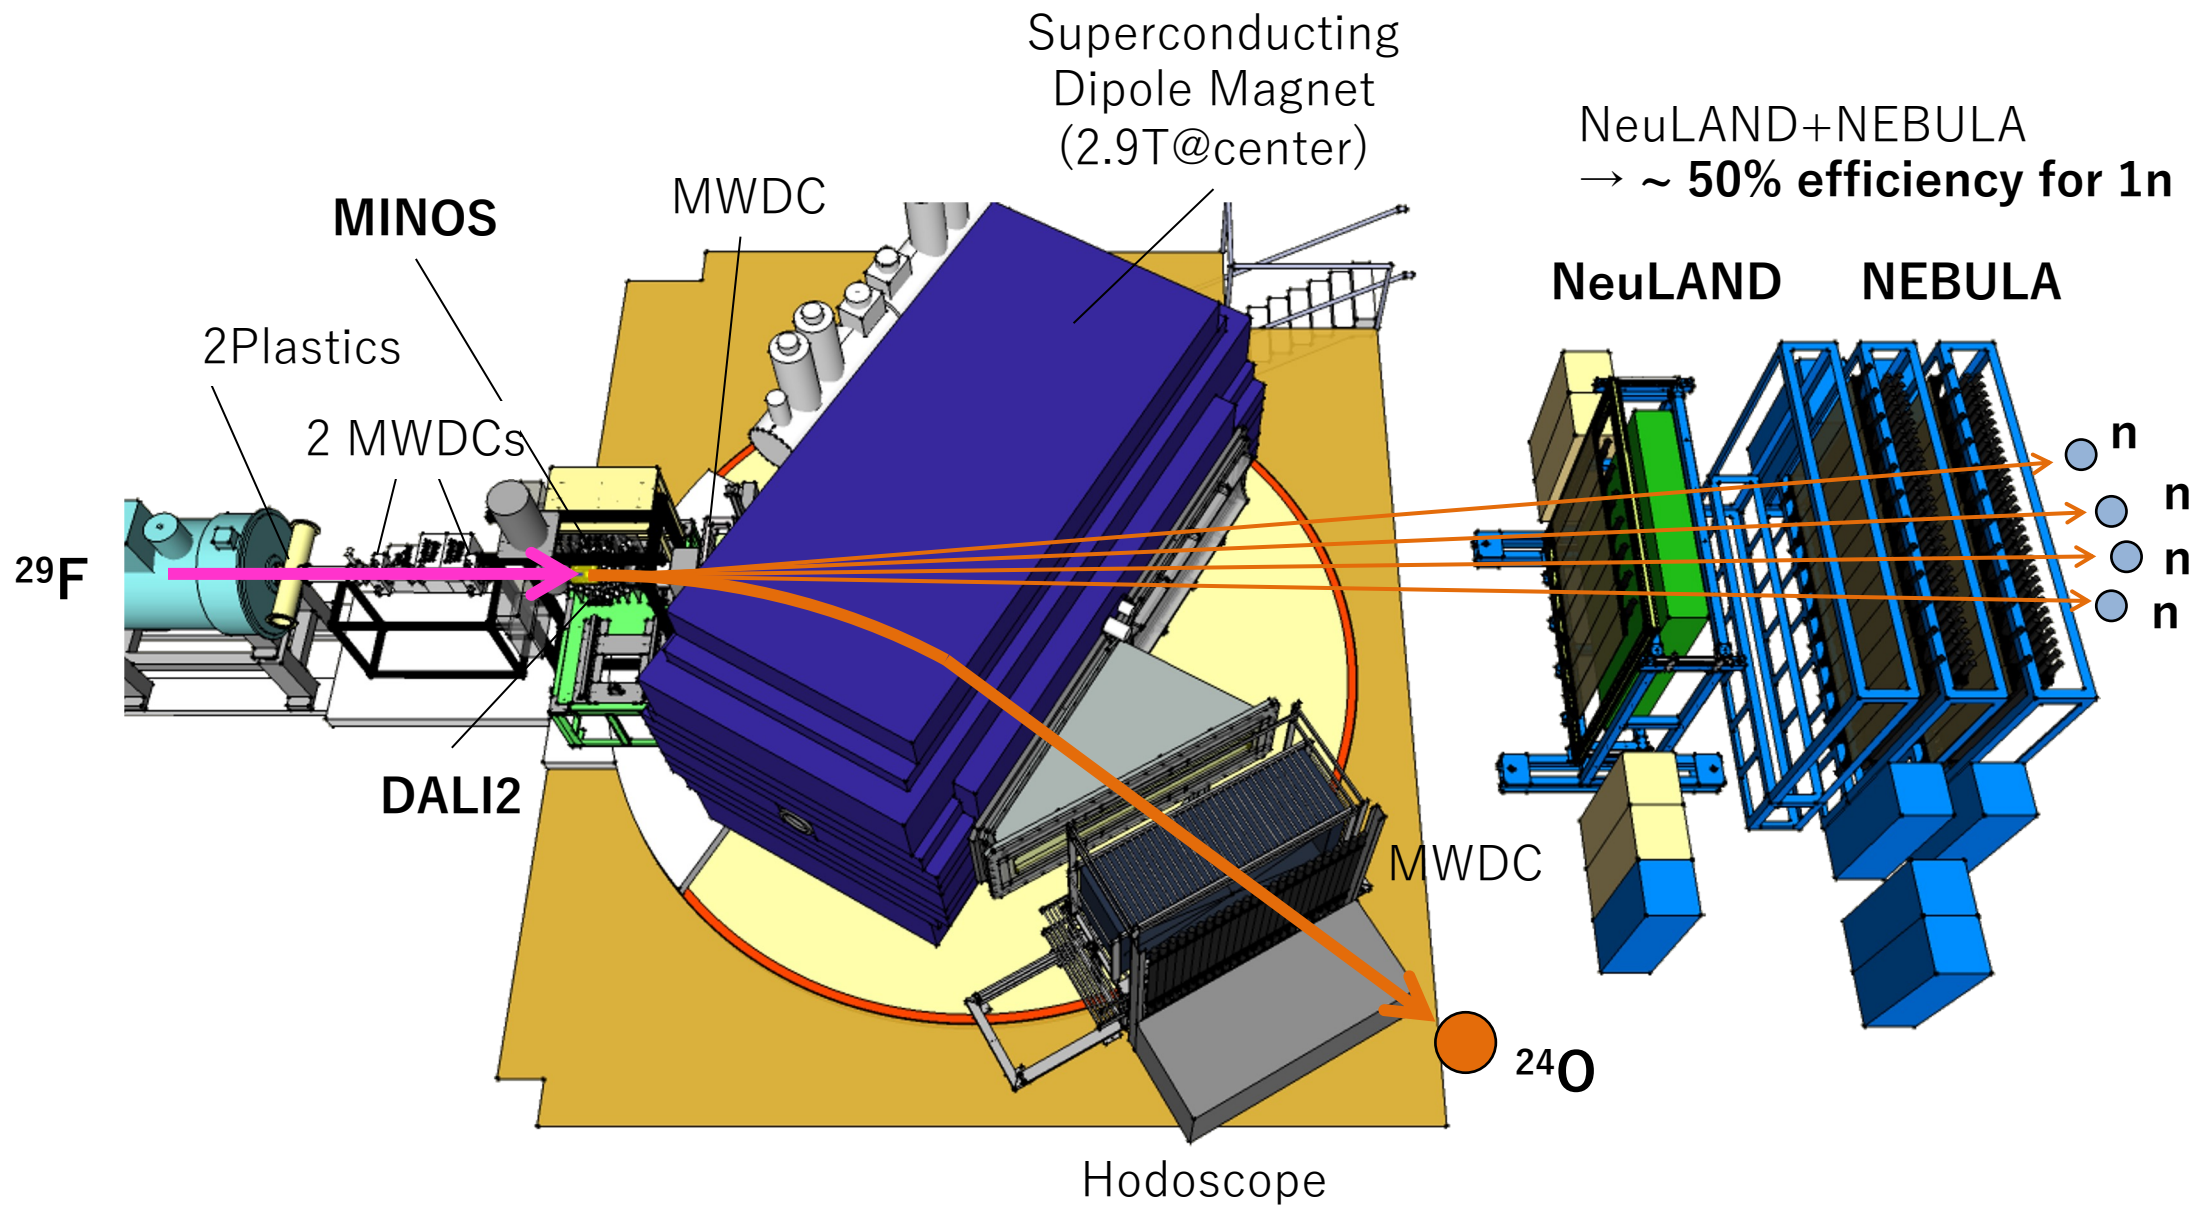 Superconducting
Dipole Magnet
(2.9T@center)
NeuLAND+NEBULA
→ ~ 50% efficiency for 1n
MWDC
MINOS
NeuLAND
NEBULA
2Plastics
2 MWDCs
n
n
n
n
²⁹F
DALI2
MWDC
²⁴O
Hodoscope